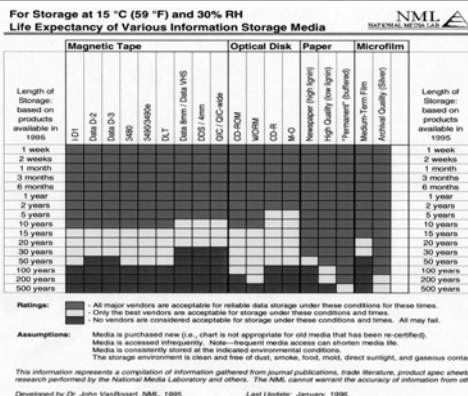 For Storage at 15 °C (59 °F) and 30% RH
Life Expectancy of Various Information Storage Media
NML
NATIONAL MEDIA LAB
Magnetic Tape
Optical Disk
Paper
Microfilm
Length of
Storage:
based on
products
available in
1995
I-D1
Data D-2
Data D-3
3480
3490/3490e
DLT
Data 8mm / Data VHS
DDS / 4mm
QIC / QIC-wide
CD-ROM
WORM
CD-R
M-O
Newspaper (high lignin)
High Quality (low lignin)
"Permanent" (buffered)
Medium-Term Film
Archival Quality (Silver)
Length of
Storage:
based on
products
available in
1995
1 week
1 week
2 weeks
2 weeks
1 month
1 month
3 months
3 months
6 months
6 months
1 year
1 year
2 years
2 years
5 years
5 years
10 years
10 years
15 years
15 years
20 years
20 years
30 years
30 years
50 years
50 years
100 years
100 years
200 years
200 years
500 years
500 years
Ratings:
- All major vendors are acceptable for reliable data storage under these conditions for these times.
- Only the best vendors are acceptable for storage under these conditions and times.
- No vendors are considered acceptable for storage under these conditions and times. All may fail.
Assumptions:
Media is purchased new (i.e., chart is not appropriate for old media that has been re-certified).
Media is accessed infrequently. Note—frequent media access can shorten media life.
Media is consistently stored at the indicated environmental conditions.
The storage environment is clean and free of dust, smoke, food, mold, direct sunlight, and gaseous conta
This information represents a compilation of information gathered from journal publications, trade literature, product spec sheets
research performed by the National Media Laboratory and others. The NML cannot warrant the accuracy of information from ot
Developed by Dr. John VanBogart, NML, 1995.
Last Update: January, 1996.